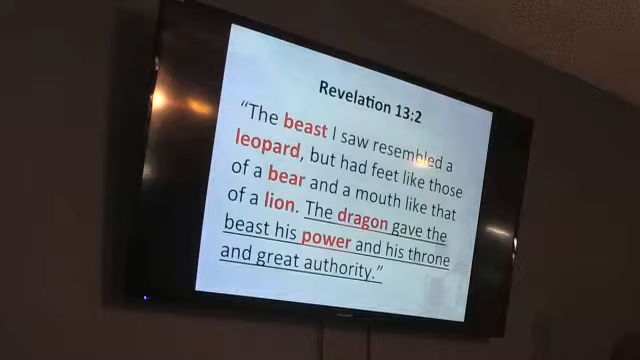 Revelation 13:2
“The beast I saw resembled a
leopard, but had feet like those
of a bear and a mouth like that
of a lion. The dragon gave the
beast his power and his throne
and great authority.”